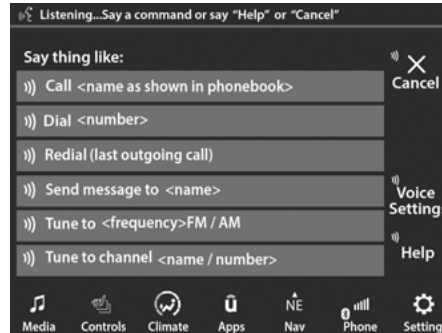 Listening...Say a command or say "Help" or "Cancel"
Say thing like:
Call <name as shown in phonebook>
Dial <number>
Redial (last outgoing call)
Send message to <name>
Tune to <frequency>FM / AM
Tune to channel <name / number>
Cancel
Voice
Setting
Help
Media
Controls
Climate
Apps
NE
Nav
Phone
Setting